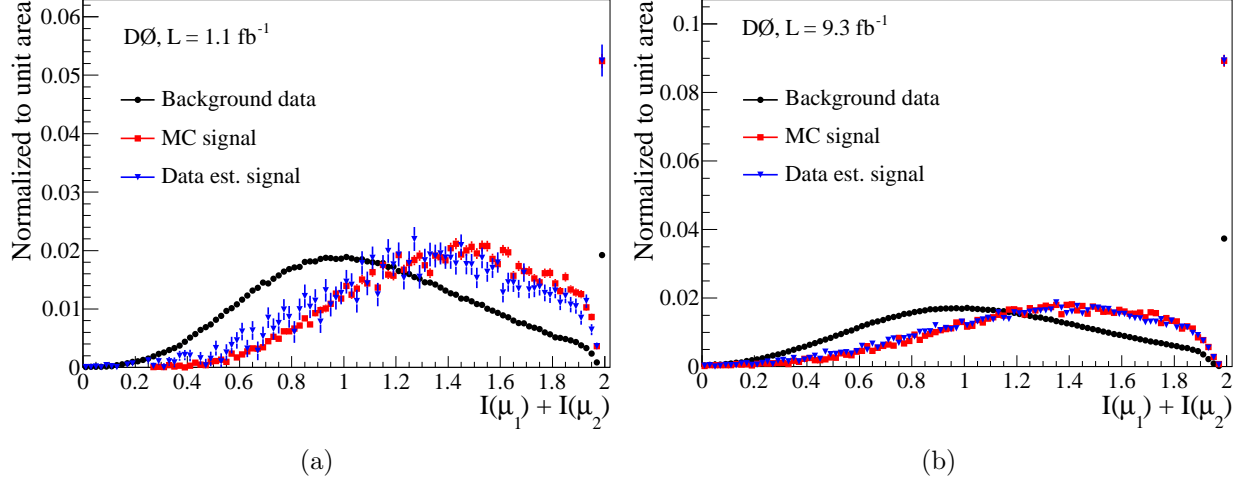 Normalized to unit area
DØ, L = 1.1 fb⁻¹
Background data
MC signal
Data est. signal
0.06
0.05
0.04
0.03
0.02
0.01
0
0 0.2 0.4 0.6 0.8 1 1.2 1.4 1.6 1.8 2
I(μ₁) + I(μ₂)
(a)
Normalized to unit area
DØ, L = 9.3 fb⁻¹
Background data
MC signal
Data est. signal
0.1
0.08
0.06
0.04
0.02
0
0 0.2 0.4 0.6 0.8 1 1.2 1.4 1.6 1.8 2
I(μ₁) + I(μ₂)
(b)